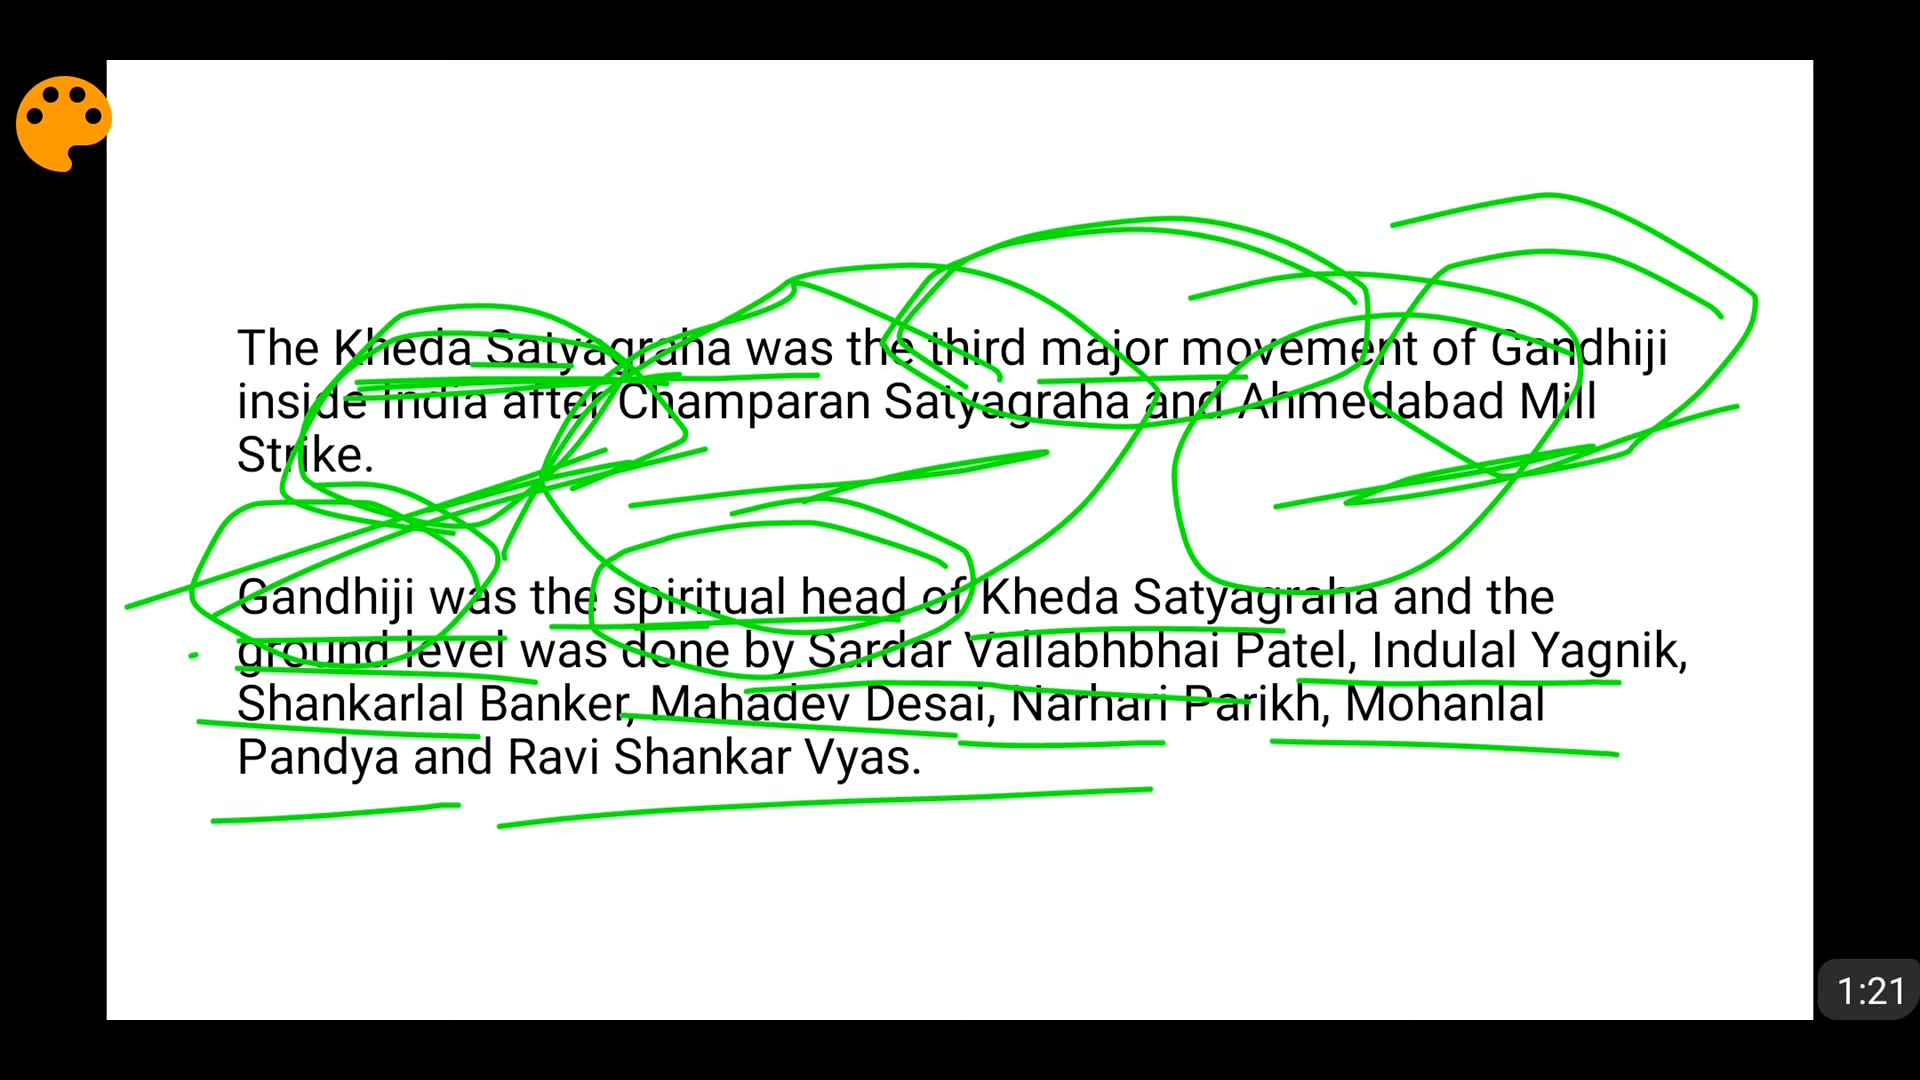 The Kheda Satyagraha was the third major movement of Gandhiji
inside India after Champaran Satyagraha and Ahmedabad Mill
Strike.
Gandhiji was the spiritual head of Kheda Satyagraha and the
ground level was done by Sardar Vallabhbhai Patel, Indulal Yagnik,
Shankarlal Banker, Mahadev Desai, Narhari Parikh, Mohanlal
Pandya and Ravi Shankar Vyas.
1:21